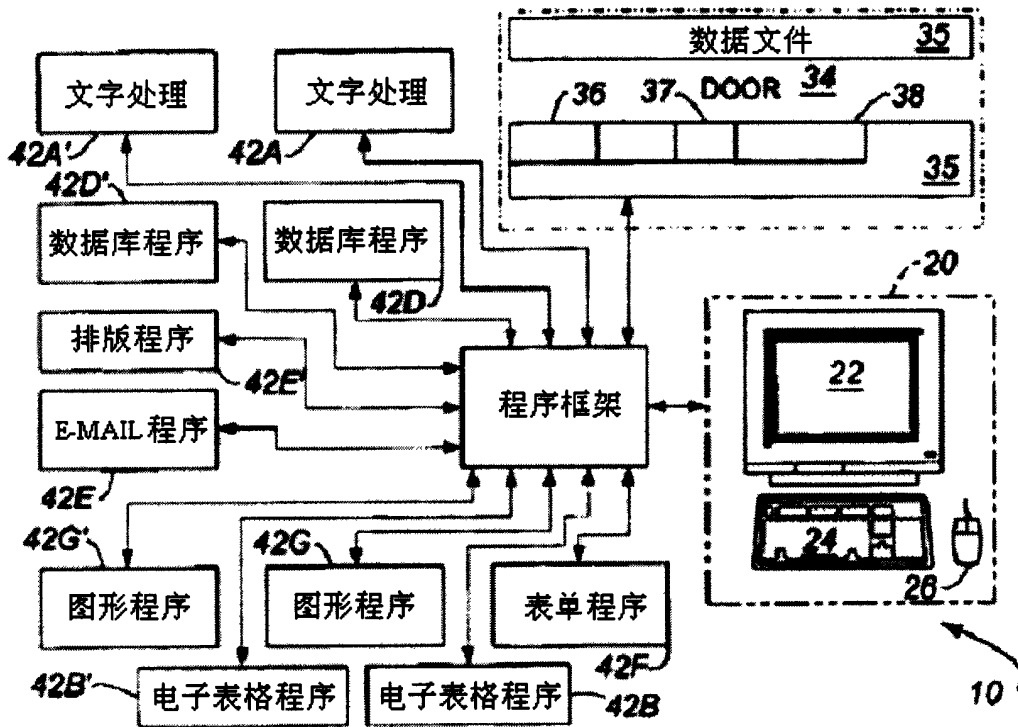 数据文件 35
36 37 DOOR 34 38
35
文字处理
42A'
文字处理
42A
42D'
数据库程序
数据库程序
42D
排版程序
42E'
E-MAIL 程序
42E
程序框架
20
22
24
26
10
42G'
图形程序
42G
图形程序
表单程序
42F
42B'
电子表格程序
电子表格程序
42B